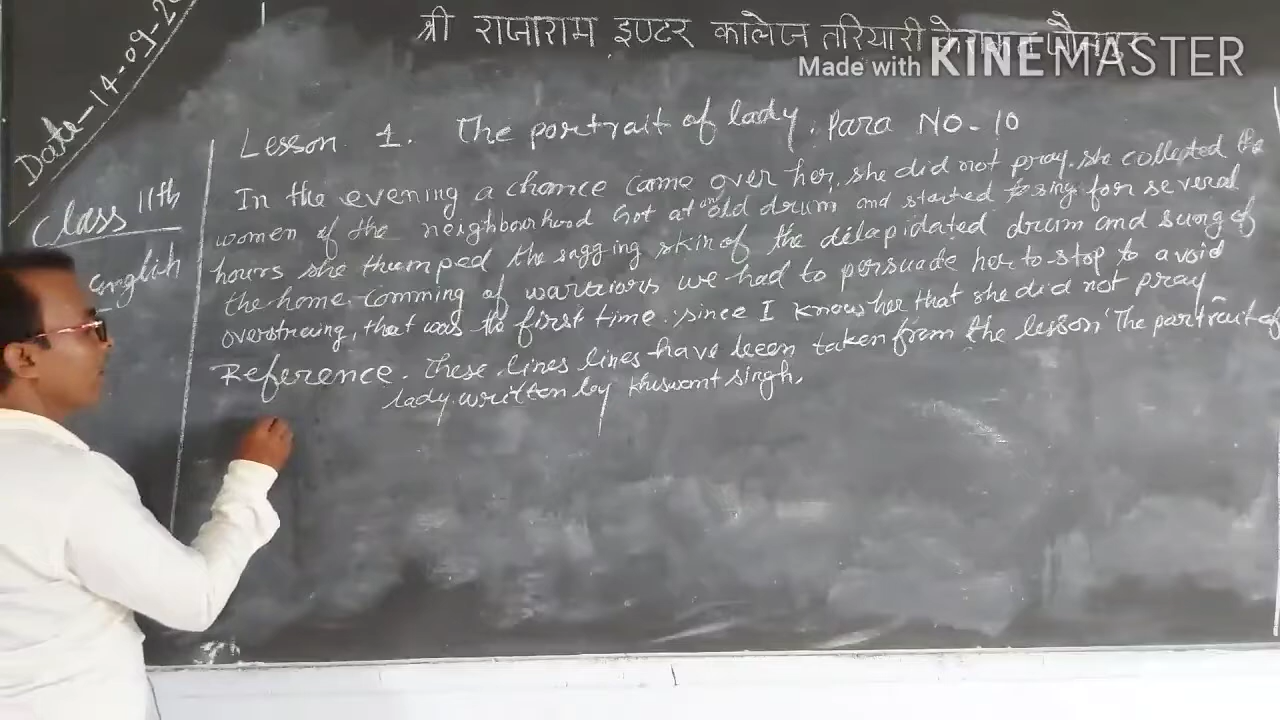 श्री राजाराम इण्टर कालेज तरियारी
Made with KINEMASTER
Date-14-09-2
Lesson 1. The portrait of lady. Para NO-10
Class 11th
English
In the evening a chance came over her. she did not pray. she collected the
women of the neighbourhood Got at an old drum and started to sing for several
hours she thumped the sagging skin of the dilapidated drum and sung of
the home comming of warriors we had to persuade her to stop to avoid
overstraing, that was the first time. since I know her that she did not pray
Reference. These lines lines have been taken from the lesson 'The partrait of
lady. written by Khuswant singh.